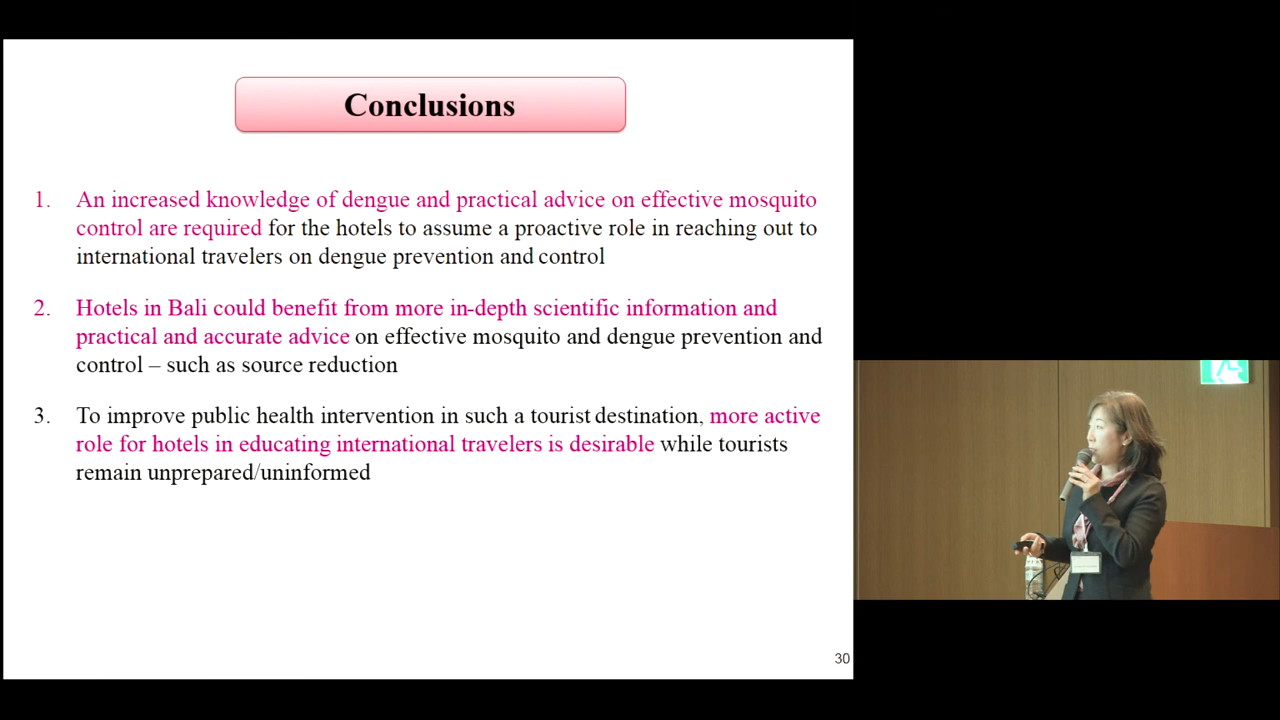 Conclusions
1. An increased knowledge of dengue and practical advice on effective mosquito
control are required for the hotels to assume a proactive role in reaching out to
international travelers on dengue prevention and control
2. Hotels in Bali could benefit from more in-depth scientific information and
practical and accurate advice on effective mosquito and dengue prevention and
control – such as source reduction
3. To improve public health intervention in such a tourist destination, more active
role for hotels in educating international travelers is desirable while tourists
remain unprepared/uninformed
30